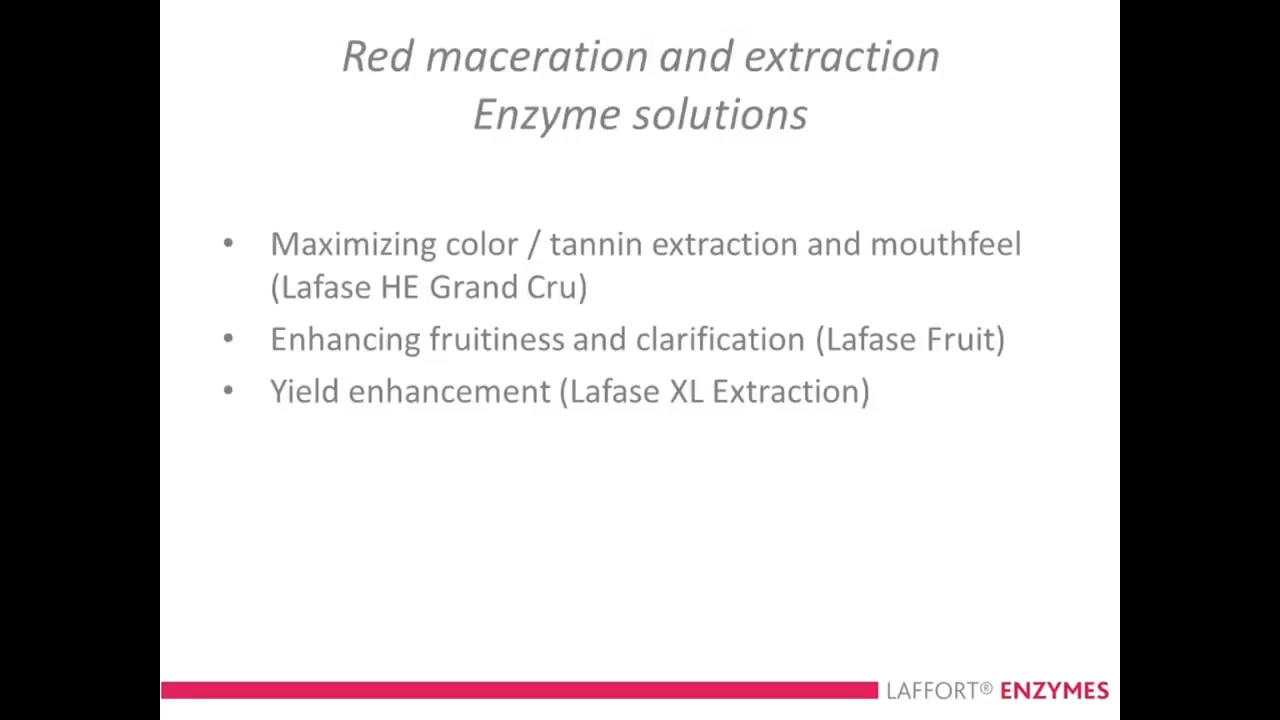 Red maceration and extraction
Enzyme solutions
• Maximizing color / tannin extraction and mouthfeel
(Lafase HE Grand Cru)
• Enhancing fruitiness and clarification (Lafase Fruit)
• Yield enhancement (Lafase XL Extraction)
LAFFORT® ENZYMES